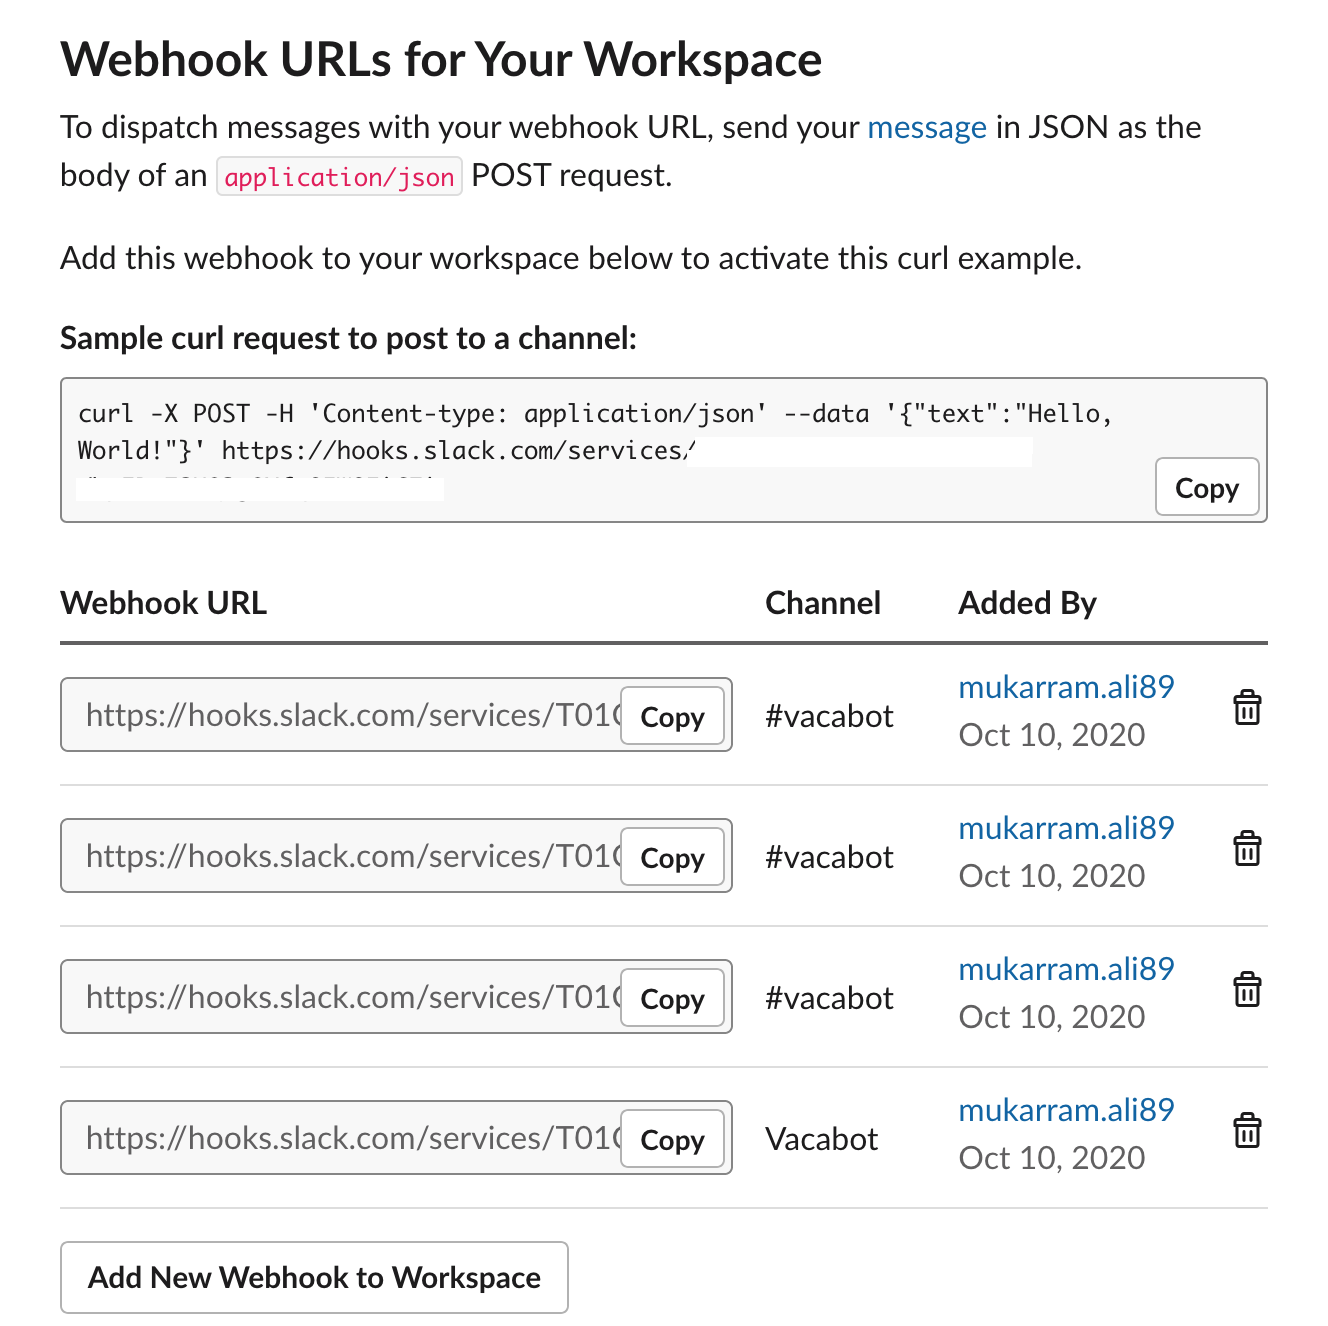 Webhook URLs for Your Workspace
To dispatch messages with your webhook URL, send your message in JSON as the
body of an application/json POST request.
Add this webhook to your workspace below to activate this curl example.
Sample curl request to post to a channel:
curl -X POST -H 'Content-type: application/json' --data '{"text":"Hello,
World!"}' https://hooks.slack.com/services/
Copy
Webhook URL Channel Added By
https://hooks.slack.com/services/T01 Copy #vacabot mukarram.ali89
Oct 10, 2020
https://hooks.slack.com/services/T01 Copy #vacabot mukarram.ali89
Oct 10, 2020
https://hooks.slack.com/services/T01 Copy #vacabot mukarram.ali89
Oct 10, 2020
https://hooks.slack.com/services/T01 Copy Vacabot mukarram.ali89
Oct 10, 2020
Add New Webhook to Workspace